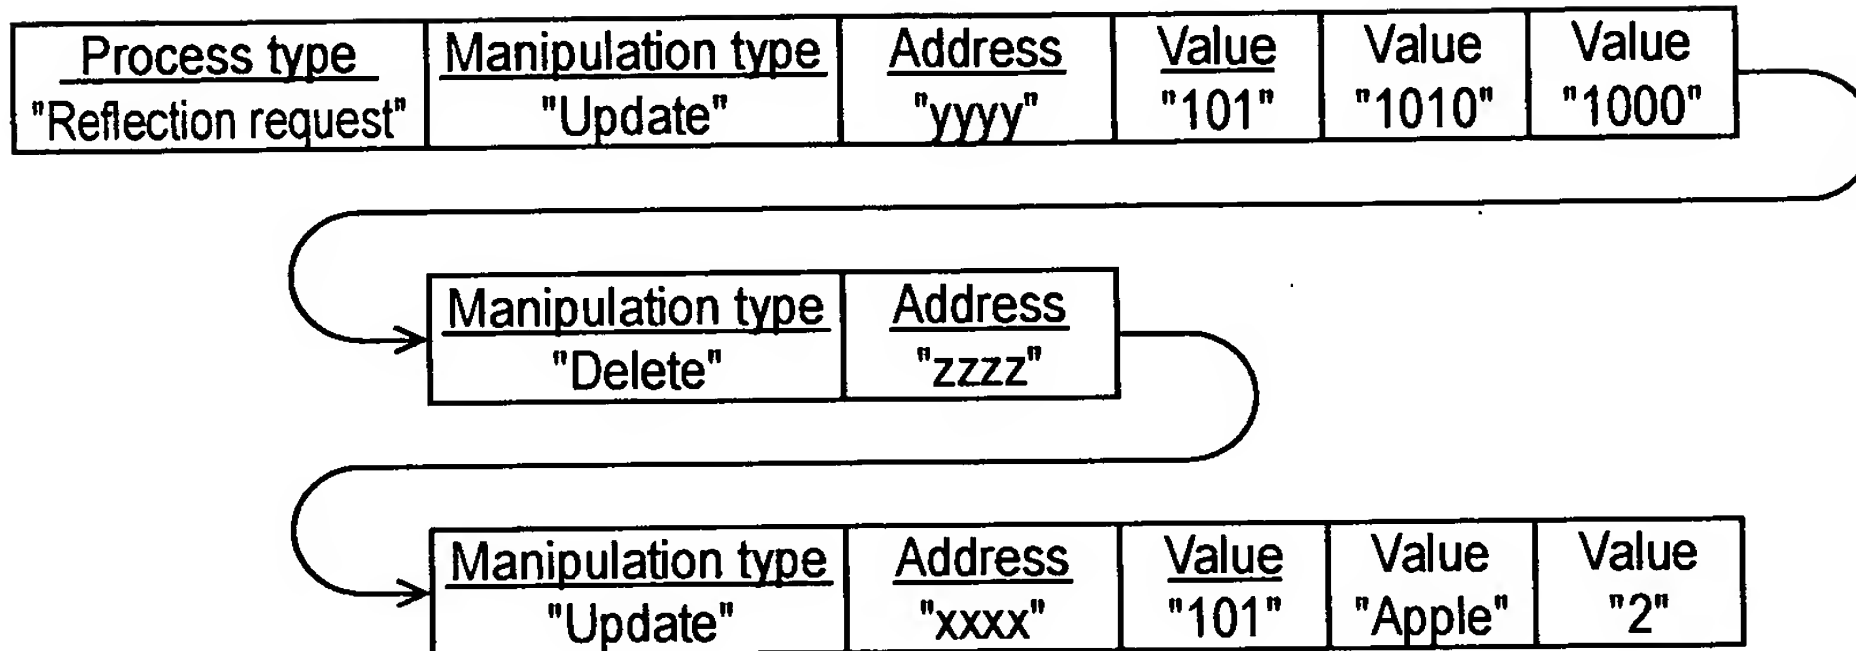 Process type Manipulation type Address Value Value Value
"Reflection request" "Update" "yyyy" "101" "1010" "1000"
Manipulation type Address
"Delete" "zzzz"
Manipulation type Address Value Value Value
"Update" "xxxx" "101" "Apple" "2"